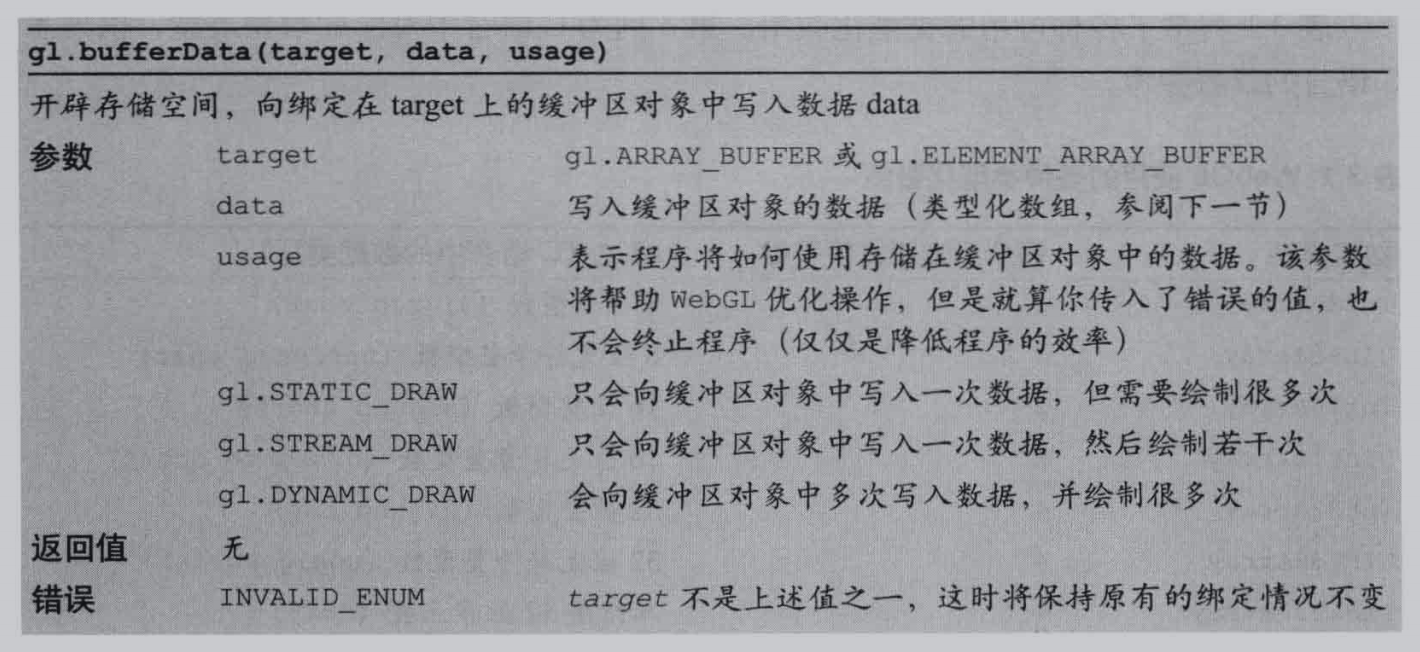 gl.bufferData(target, data, usage)
开辟存储空间，向绑定在 target 上的缓冲区对象中写入数据 data
参数 target gl.ARRAY_BUFFER 或 gl.ELEMENT_ARRAY_BUFFER
data 写入缓冲区对象的数据（类型化数组，参阅下一节）
usage 表示程序将如何使用存储在缓冲区对象中的数据。该参数
将帮助 WebGL 优化操作，但是就算你传入了错误的值，也
不会终止程序（仅仅是降低程序的效率）
gl.STATIC_DRAW 只会向缓冲区对象中写入一次数据，但需要绘制很多次
gl.STREAM_DRAW 只会向缓冲区对象中写入一次数据，然后绘制若干次
gl.DYNAMIC_DRAW 会向缓冲区对象中多次写入数据，并绘制很多次
返回值 无
错误 INVALID_ENUM target 不是上述值之一，这时将保持原有的绑定情况不变